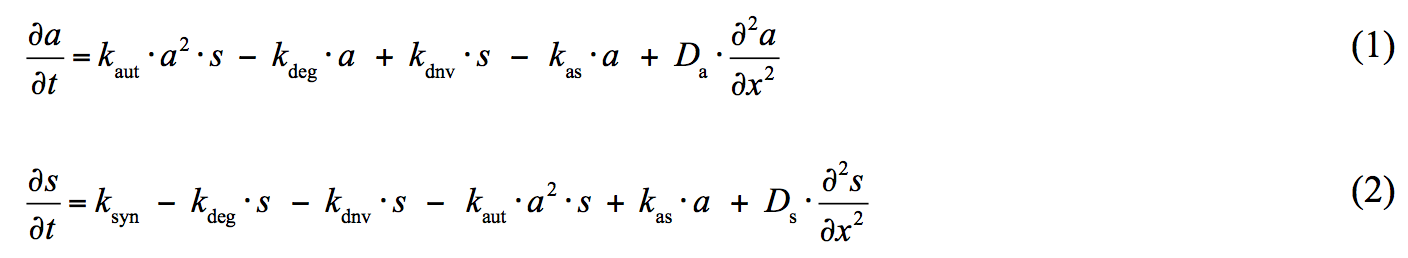 ∂a/∂t = k_aut · a² · s − k_deg · a + k_dnv · s − k_as · a + D_a · ∂²a/∂x² (1)
∂s/∂t = k_syn − k_deg · s − k_dnv · s − k_aut · a² · s + k_as · a + D_s · ∂²s/∂x² (2)